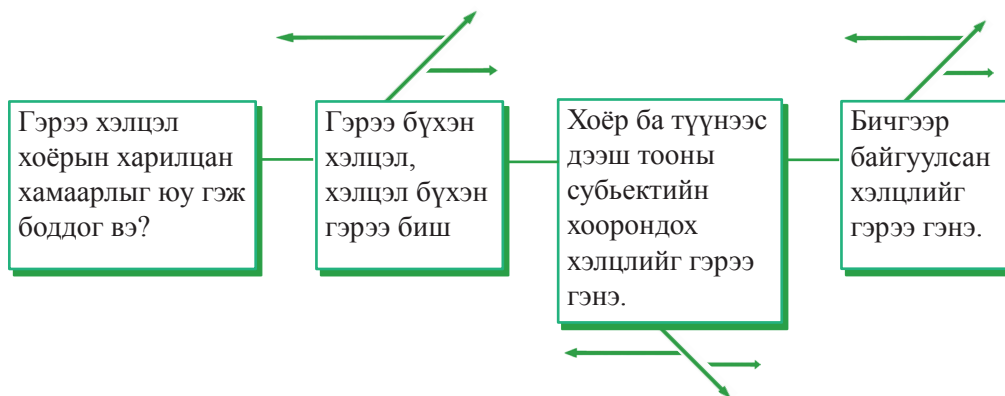 Гэрээ хэлцэл
хоёрын харилцан
хамаарлыг юу гэж
боддог вэ?
Гэрээ бүхэн
хэлцэл,
хэлцэл бүхэн
гэрээ биш
Хоёр ба түүнээс
дээш тооны
субьектийн
хоорондох
хэлцлийг гэрээ
гэнэ.
Бичгээр
байгуулсан
хэлцлийг
гэрээ гэнэ.